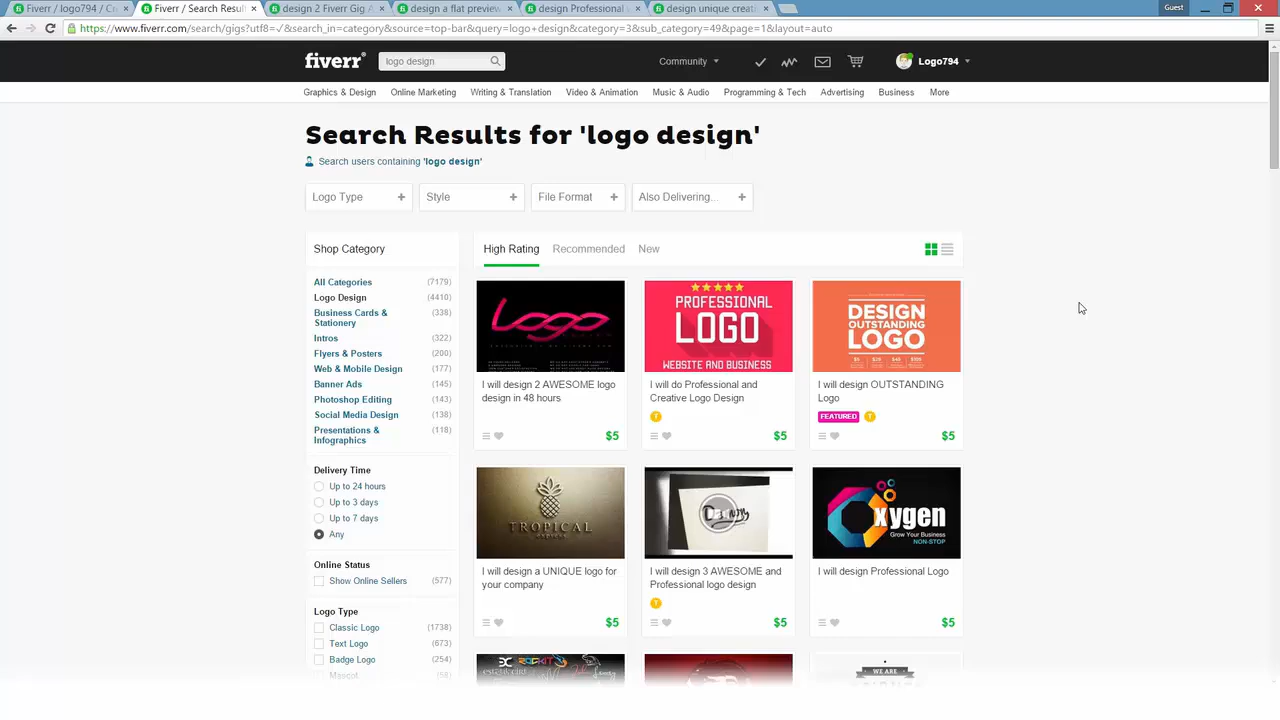 Fiverr / logo794 / Cr
Fiverr / Search Results
design 2 Fiverr Gig
design a flat preview
design Professional
design unique creat
Guest
https://www.fiverr.com/search/gigs?utf8=✓&search_in=category&source=top-bar&query=logo+design&category=3&sub_category=49&page=1&layout=auto
fiverr®
logo design
Community
Logo794
Graphics & Design
Online Marketing
Writing & Translation
Video & Animation
Music & Audio
Programming & Tech
Advertising
Business
More
Search Results for 'logo design'
Search users containing 'logo design'
Logo Type +
Style +
File Format +
Also Delivering... +
Shop Category
All Categories (7179)
Logo Design (4410)
Business Cards & Stationery (338)
Intros (322)
Flyers & Posters (200)
Web & Mobile Design (177)
Banner Ads (145)
Photoshop Editing (143)
Social Media Design (138)
Presentations & Infographics (118)
Delivery Time
Up to 24 hours
Up to 3 days
Up to 7 days
Any
Online Status
Show Online Sellers (577)
Logo Type
Classic Logo (1738)
Text Logo (673)
Badge Logo (254)
Mascot (58)
High Rating
Recommended
New
Logo
I will design 2 AWESOME logo
design in 48 hours
$5
PROFESSIONAL
LOGO
WEBSITE AND BUSINESS
I will do Professional and
Creative Logo Design
T
$5
DESIGN
OUTSTANDING
LOGO
I will design OUTSTANDING
Logo
FEATURED
T
$5
TROPICAL
express
I will design a UNIQUE logo for
your company
$5
I will design 3 AWESOME and
Professional logo design
T
$5
Oxygen
Grow Your Business
NON-STOP
I will design Professional Logo
$5
ROCKIT
WE ARE